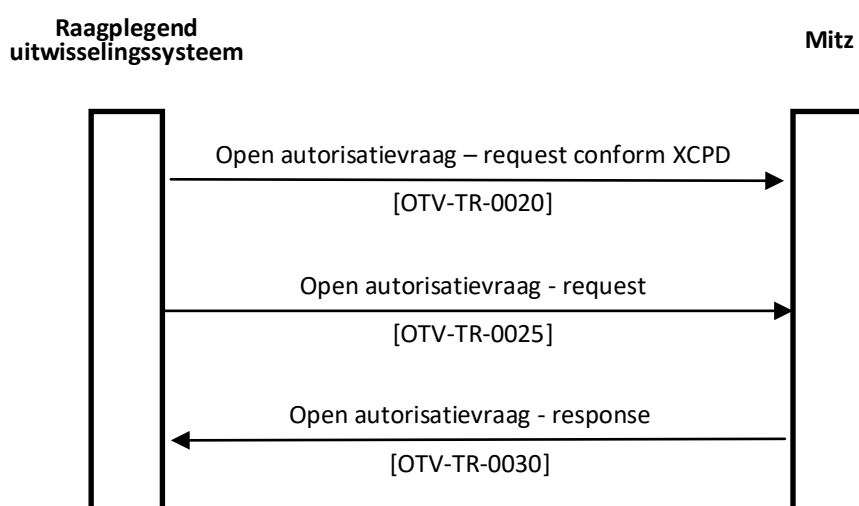 Raagplegend
uitwisselingssysteem
Mitz
Open autorisatievraag – request conform XCPD
[OTV-TR-0020]
Open autorisatievraag - request
[OTV-TR-0025]
Open autorisatievraag - response
[OTV-TR-0030]